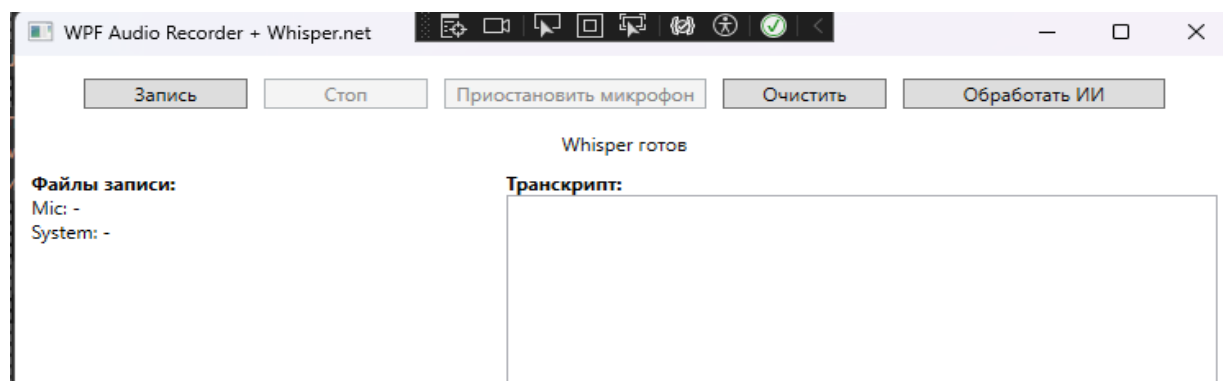 WPF Audio Recorder + Whisper.net
Запись Стоп Приостановить микрофон Очистить Обработать ИИ
Whisper готов
Файлы записи: Транскрипт:
Mic: -
System: -